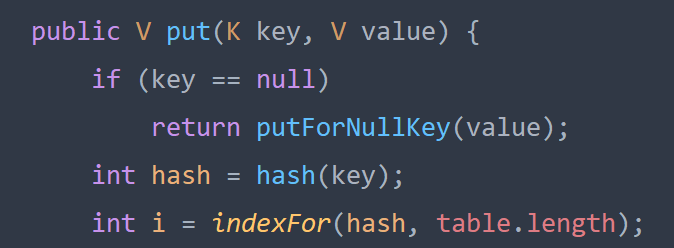 public V put(K key, V value) {
    if (key == null)
        return putForNullKey(value);
    int hash = hash(key);
    int i = indexFor(hash, table.length);